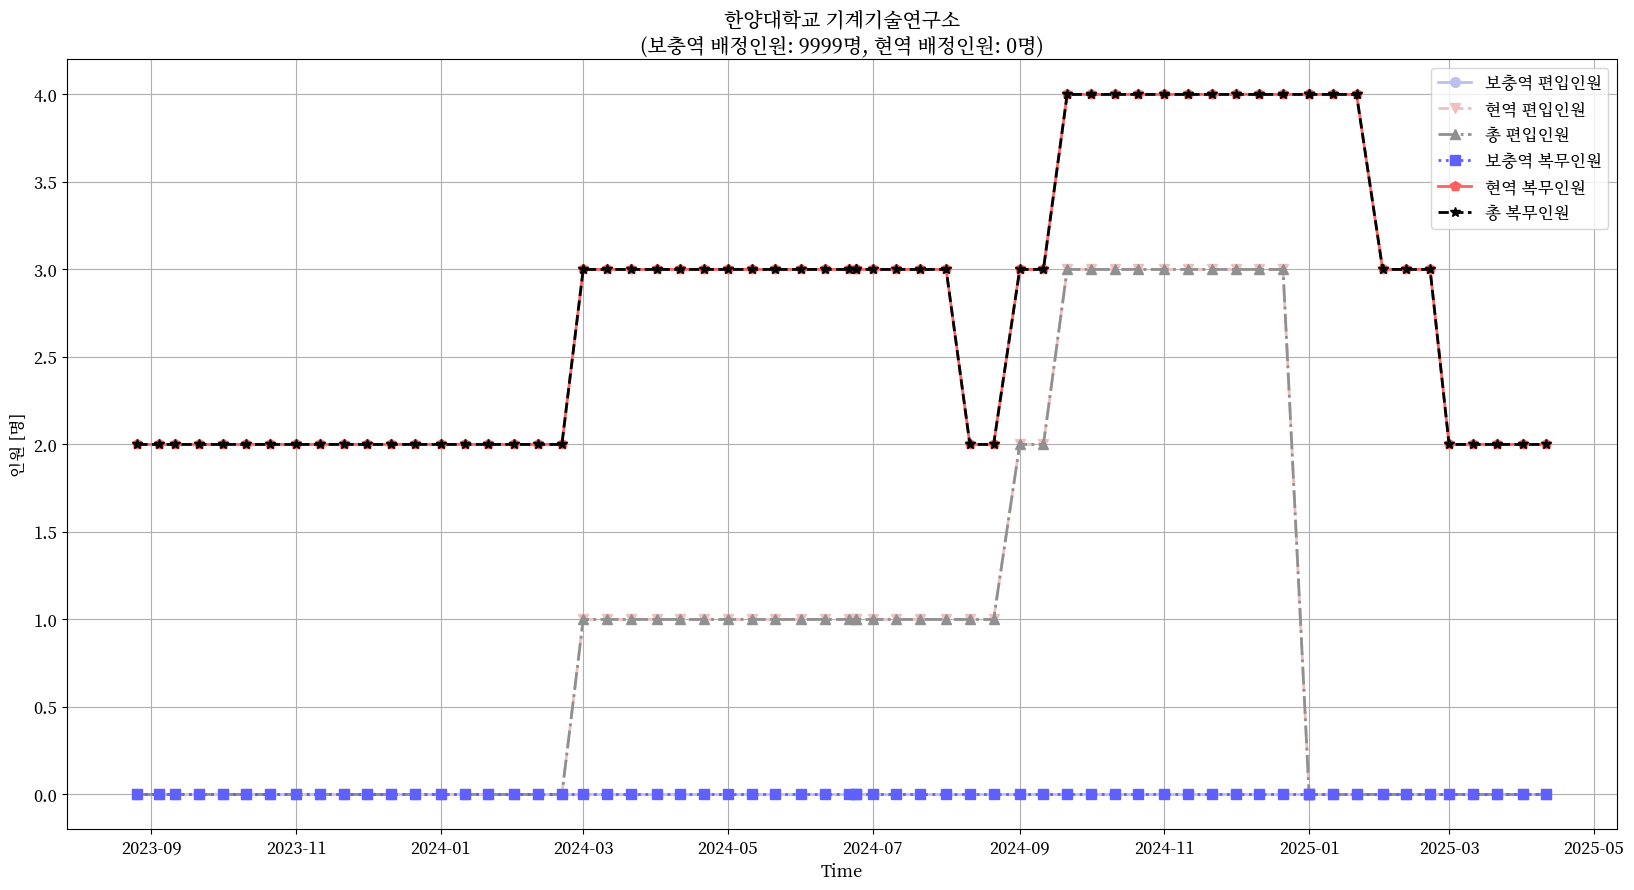 한양대학교 기계기술연구소
(보충역 배정인원: 9999명, 현역 배정인원: 0명)
보충역 편입인원
현역 편입인원
총 편입인원
보충역 복무인원
현역 복무인원
총 복무인원
인원 [명]
4.0
3.5
3.0
2.5
2.0
1.5
1.0
0.5
0.0
2023-09
2023-11
2024-01
2024-03
2024-05
2024-07
2024-09
2024-11
2025-01
2025-03
2025-05
Time